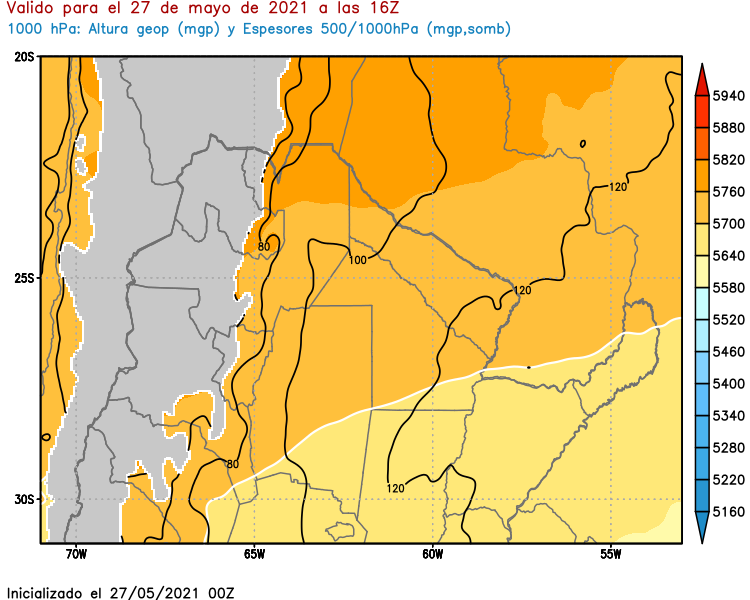 Valido para el 27 de mayo de 2021 a las 16Z
1000 hPa: Altura geop (mgp) y Espesores 500/1000hPa (mgp,somb)
20S
25S
30S
70W
65W
60W
55W
80
100
120
120
80
120
5940
5880
5820
5760
5700
5640
5580
5520
5460
5400
5340
5280
5220
5160
Inicializado el 27/05/2021 00Z